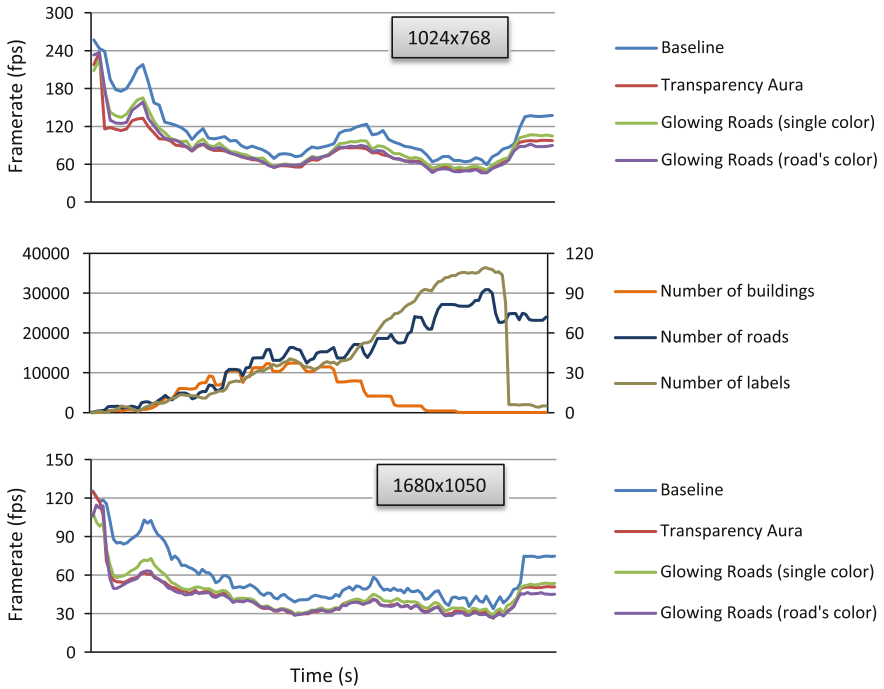 300
240
180
120
60
0
Framerate (fps)
1024x768
Baseline
Transparency Aura
Glowing Roads (single color)
Glowing Roads (road's color)
40000
30000
20000
10000
0
120
90
60
30
0
Number of buildings
Number of roads
Number of labels
150
120
90
60
30
0
Framerate (fps)
1680x1050
Baseline
Transparency Aura
Glowing Roads (single color)
Glowing Roads (road's color)
Time (s)